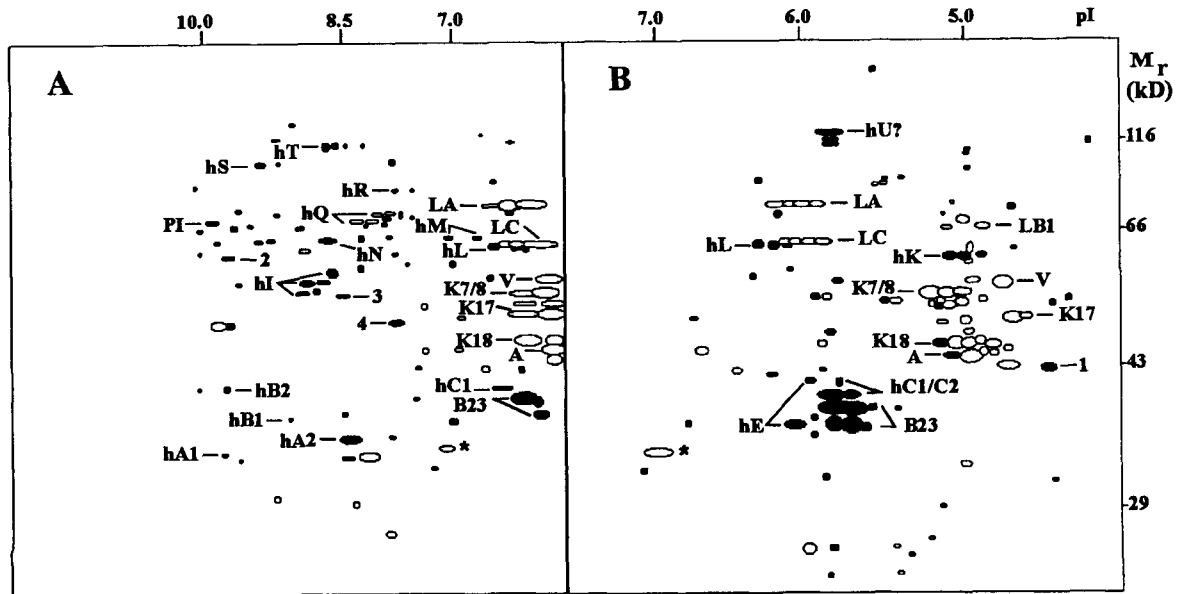 10.0 8.5 7.0 7.0 6.0 5.0 pI
A B M r (kD)
hU? 116
hT
hS
hR
LA LA
hQ
PI hM LC LB1 66
hN hL hL LC hK
2
hI V V
3 K7/8 K7/8
K17 K17
4
K18 K18
A A 43 1
hB2 hC1 hC1/C2
B23
hB1 hE B23
hA2
hA1 * *
29